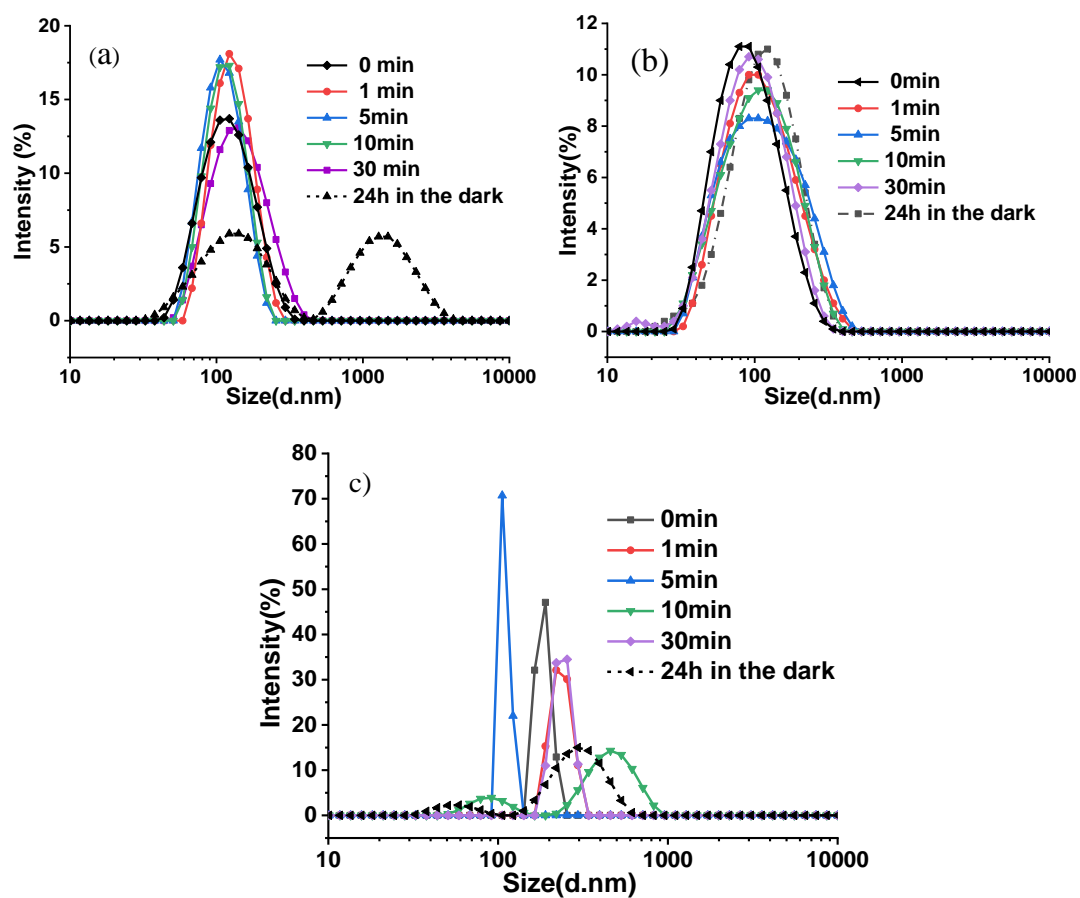 (a)
Intensity (%)
20
15
10
5
0
10
100
1000
10000
Size(d.nm)
0 min
1 min
5min
10min
30 min
24h in the dark
(b)
Intensity(%)
12
10
8
6
4
2
0
10
100
1000
10000
Size(d.nm)
0min
1min
5min
10min
30min
24h in the dark
c)
Intensity(%)
80
70
60
50
40
30
20
10
0
10
100
1000
10000
Size(d.nm)
0min
1min
5min
10min
30min
24h in the dark